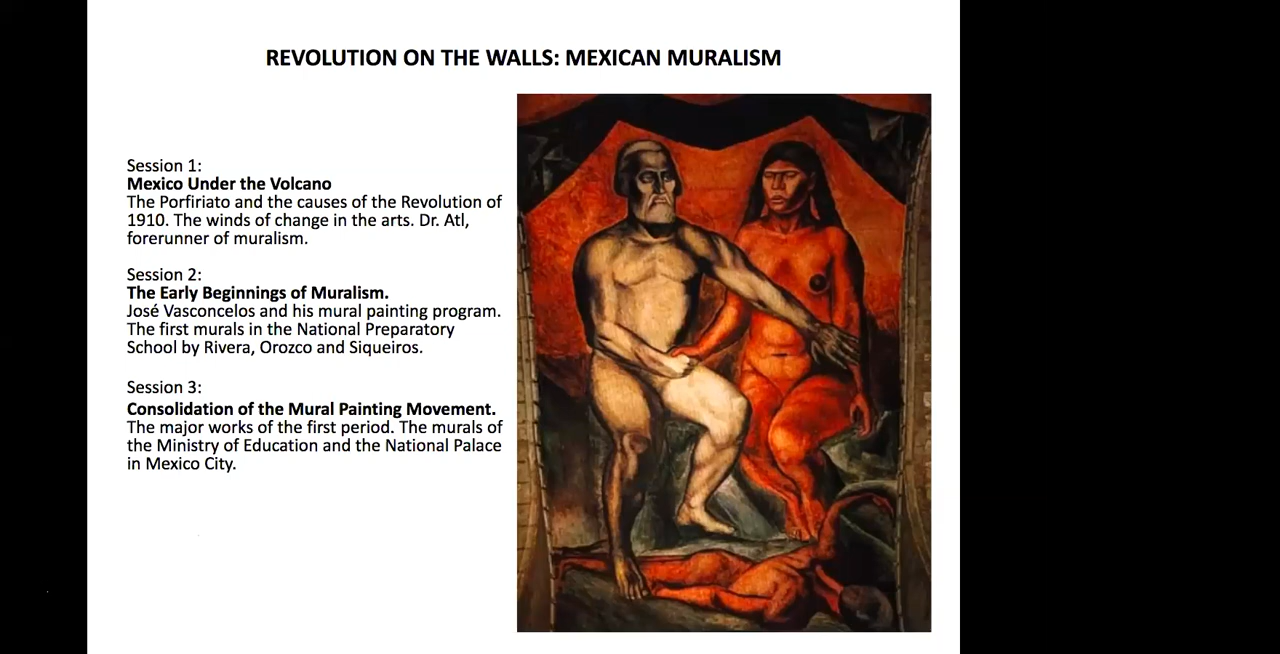 REVOLUTION ON THE WALLS: MEXICAN MURALISM
Session 1:
Mexico Under the Volcano
The Porfiriato and the causes of the Revolution of
1910. The winds of change in the arts. Dr. Atl,
forerunner of muralism.
Session 2:
The Early Beginnings of Muralism.
José Vasconcelos and his mural painting program.
The first murals in the National Preparatory
School by Rivera, Orozco and Siqueiros.
Session 3:
Consolidation of the Mural Painting Movement.
The major works of the first period. The murals of
the Ministry of Education and the National Palace
in Mexico City.